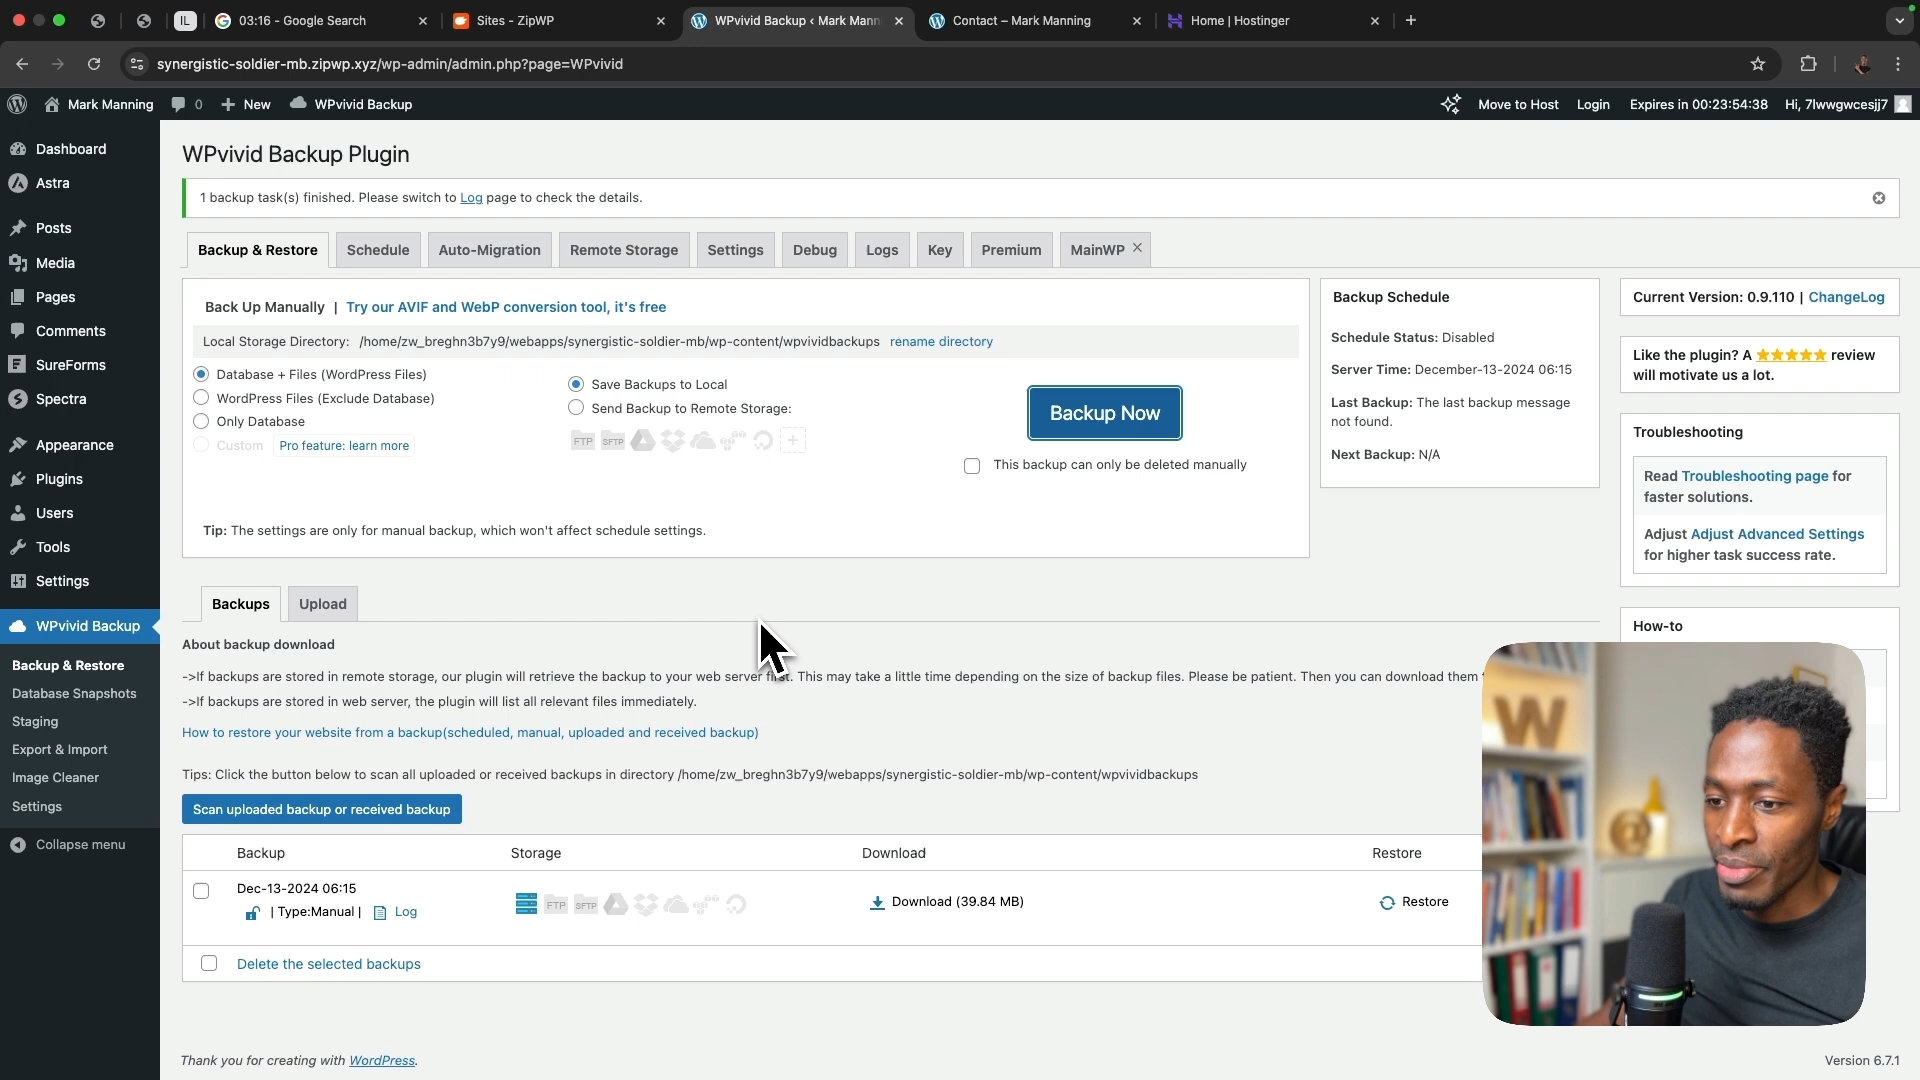 IL
03:16 - Google Search
Sites - ZipWP
WPvivid Backup ‹ Mark Mann
Contact – Mark Manning
Home | Hostinger
synergistic-soldier-mb.zipwp.xyz/wp-admin/admin.php?page=WPvivid
Mark Manning
0
New
WPvivid Backup
Move to Host
Login
Expires in 00:23:54:38
Hi, 7lwwgwcesjj7
Dashboard
Astra
Posts
Media
Pages
Comments
SureForms
Spectra
Appearance
Plugins
Users
Tools
Settings
WPvivid Backup
Backup & Restore
Database Snapshots
Staging
Export & Import
Image Cleaner
Settings
Collapse menu
WPvivid Backup Plugin
1 backup task(s) finished. Please switch to Log page to check the details.
Backup & Restore
Schedule
Auto-Migration
Remote Storage
Settings
Debug
Logs
Key
Premium
MainWP
Back Up Manually | Try our AVIF and WebP conversion tool, it's free
Local Storage Directory: /home/zw_breghn3b7y9/webapps/synergistic-soldier-mb/wp-content/wpvividbackups rename directory
Database + Files (WordPress Files)
WordPress Files (Exclude Database)
Only Database
Custom Pro feature: learn more
Save Backups to Local
Send Backup to Remote Storage:
FTP SFTP
Backup Now
This backup can only be deleted manually
Tip: The settings are only for manual backup, which won't affect schedule settings.
Backup Schedule
Schedule Status: Disabled
Server Time: December-13-2024 06:15
Last Backup: The last backup message
not found.
Next Backup: N/A
Current Version: 0.9.110 | ChangeLog
Like the plugin? A ★★★★★ review
will motivate us a lot.
Troubleshooting
Read Troubleshooting page for
faster solutions.
Adjust Adjust Advanced Settings
for higher task success rate.
How-to
Backups
Upload
About backup download
->If backups are stored in remote storage, our plugin will retrieve the backup to your web server first. This may take a little time depending on the size of backup files. Please be patient. Then you can download them
->If backups are stored in web server, the plugin will list all relevant files immediately.
How to restore your website from a backup(scheduled, manual, uploaded and received backup)
Tips: Click the button below to scan all uploaded or received backups in directory /home/zw_breghn3b7y9/webapps/synergistic-soldier-mb/wp-content/wpvividbackups
Scan uploaded backup or received backup
Backup
Storage
Download
Restore
Dec-13-2024 06:15
| Type:Manual | Log
FTP SFTP
Download (39.84 MB)
Restore
Delete the selected backups
Thank you for creating with WordPress.
Version 6.7.1
W